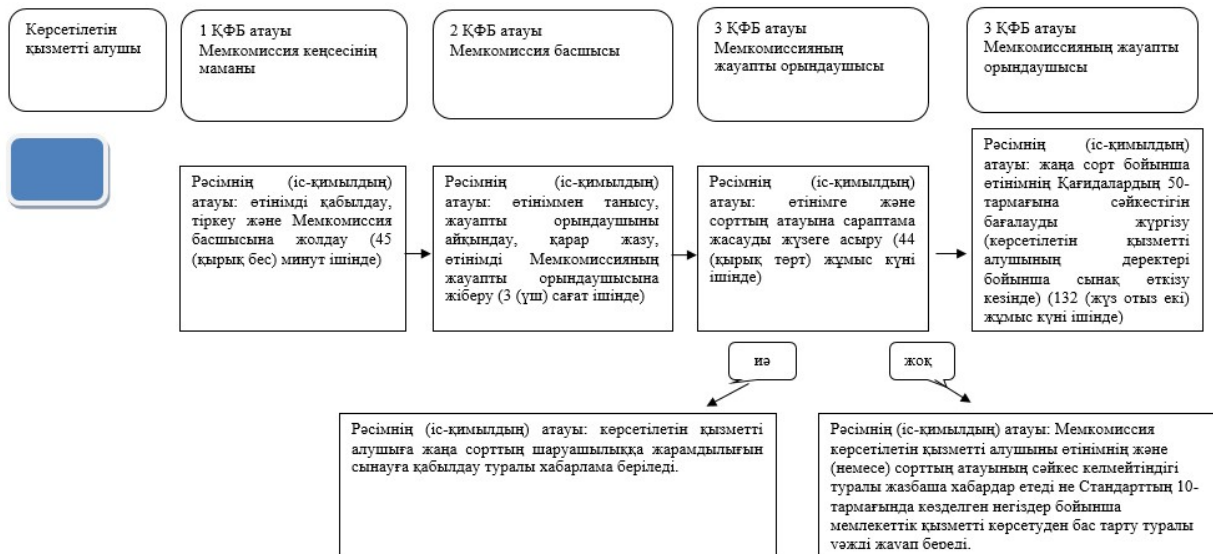 Көрсетілетін
қызметті алушы
1 ҚФБ атауы
Мемкомиссия кеңсесінің
маманы
2 ҚФБ атауы
Мемкомиссия басшысы
3 ҚФБ атауы
Мемкомиссияның
жауапты орындаушысы
3 ҚФБ атауы
Мемкомиссияның жауапты
орындаушысы
Рәсімнің (іс-қимылдың)
атауы: өтінімді қабылдау,
тіркеу және Мемкомиссия
басшысына жолдау (45
(қырық бес) минут ішінде)
Рәсімнің (іс-қимылдың)
атауы: өтініммен танысу,
жауапты орындаушыны
айқындау, қарар жазу,
өтінімді Мемкомиссияның
жауапты орындаушысына
жіберу (3 (үш) сағат ішінде)
Рәсімнің (іс-қимылдың)
атауы: өтінімге және
сорттың атауына сараптама
жасауды жүзеге асыру (44
(қырық төрт) жұмыс күні
ішінде)
Рәсімнің (іс-қимылдың)
атауы: жаңа сорт бойынша
өтінімнің Қағидалардың 50-
тармағына сәйкестігін
бағалауды жүргізу
(көрсетілетін қызметті
алушының деректері
бойынша сынақ өткізу
кезінде) (132 (жүз отыз екі)
жұмыс күні ішінде)
иә
жоқ
Рәсімнің (іс-қимылдың) атауы: көрсетілетін қызметті
алушыға жаңа сорттың шаруашылыққа жарамдылығын
сынауға қабылдау туралы хабарлама беріледі.
Рәсімнің (іс-қимылдың) атауы: Мемкомиссия
көрсетілетін қызметті алушыны өтінімнің және
(немесе) сорттың атауының сәйкес келмейтіндігі
туралы жазбаша хабардар етеді не Стандарттың 10-
тармағында көзделген негіздер бойынша
мемлекеттік қызметті көрсетуден бас тарту туралы
уәжді жауап береді.